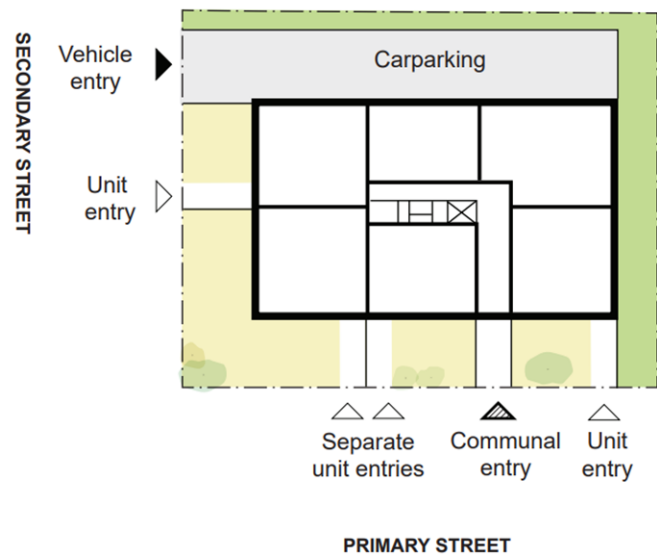 SECONDARY STREET
Vehicle
entry
Carparking
Unit
entry
Separate
unit entries
Communal
entry
Unit
entry
PRIMARY STREET